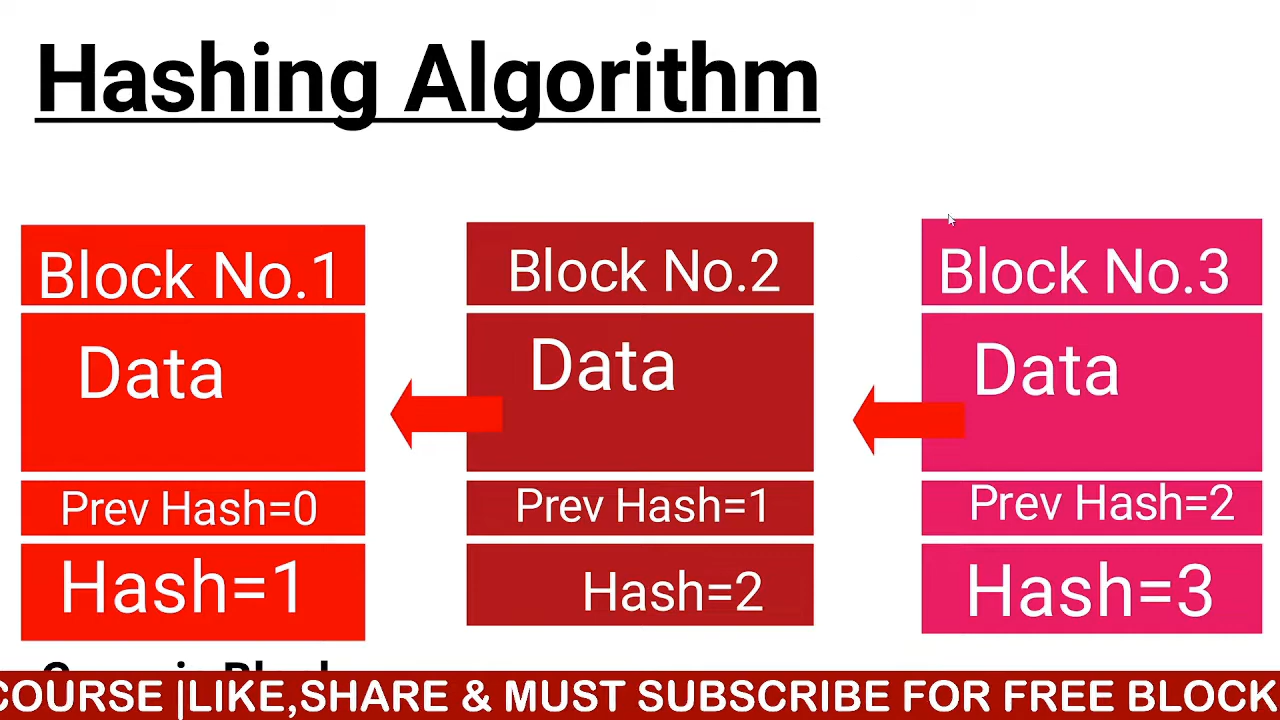 Hashing Algorithm
Block No.1
Data
Prev Hash=0
Hash=1
Block No.2
Data
Prev Hash=1
Hash=2
Block No.3
Data
Prev Hash=2
Hash=3
COURSE |LIKE,SHARE & MUST SUBSCRIBE FOR FREE BLOCK